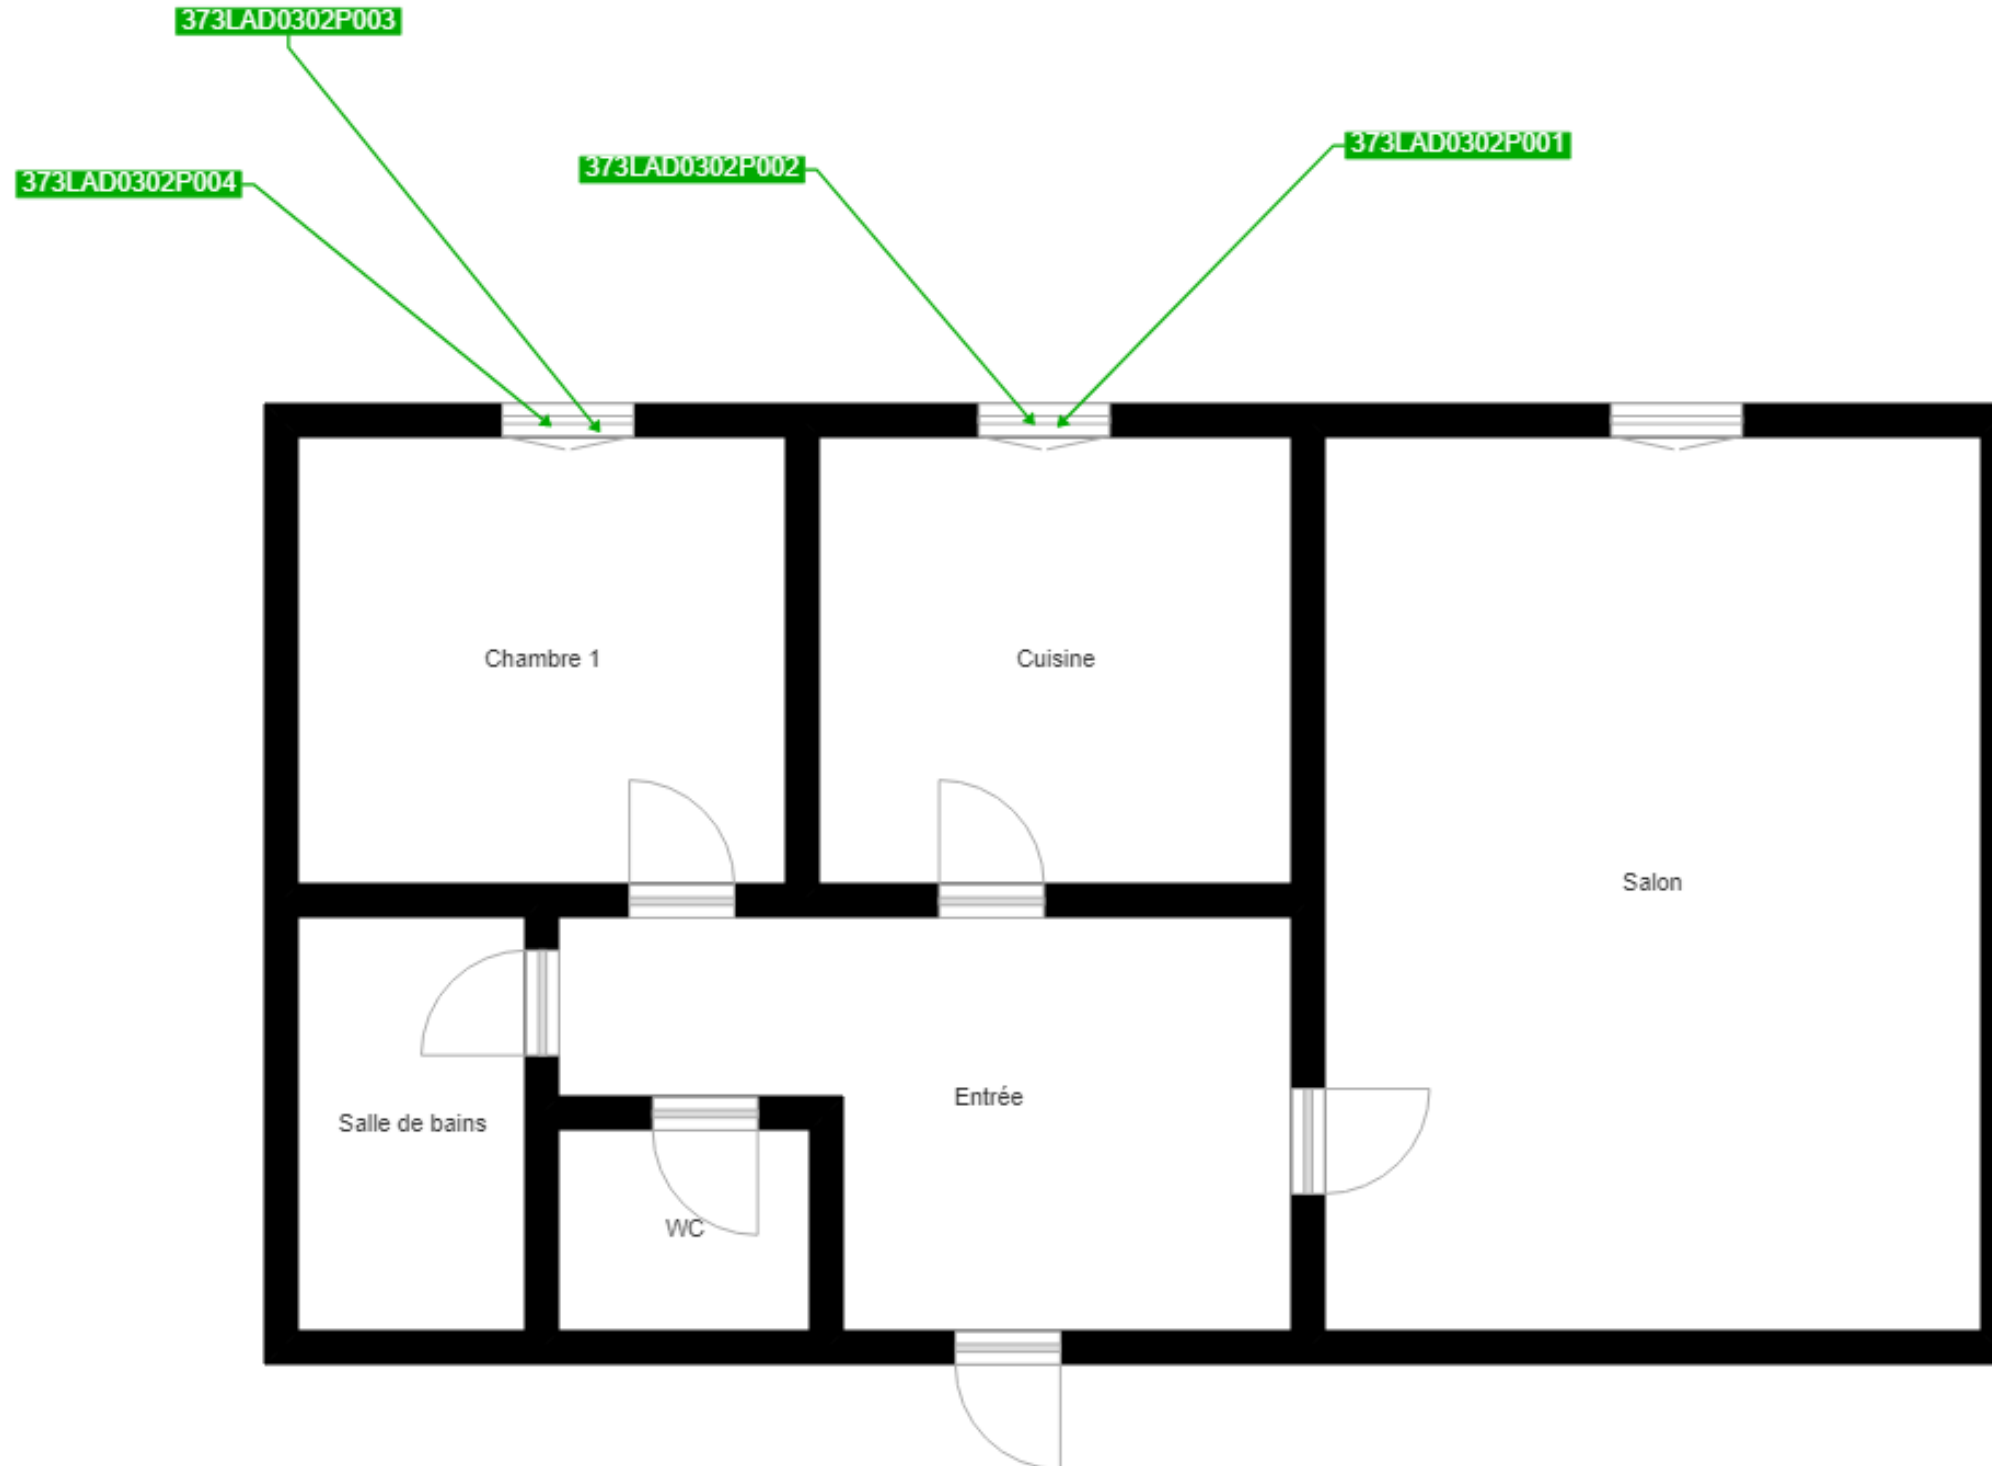 373LAD0302P003
373LAD0302P001
373LAD0302P002
373LAD0302P004
Chambre 1
Cuisine
Salon
Entrée
Salle de bains
WC